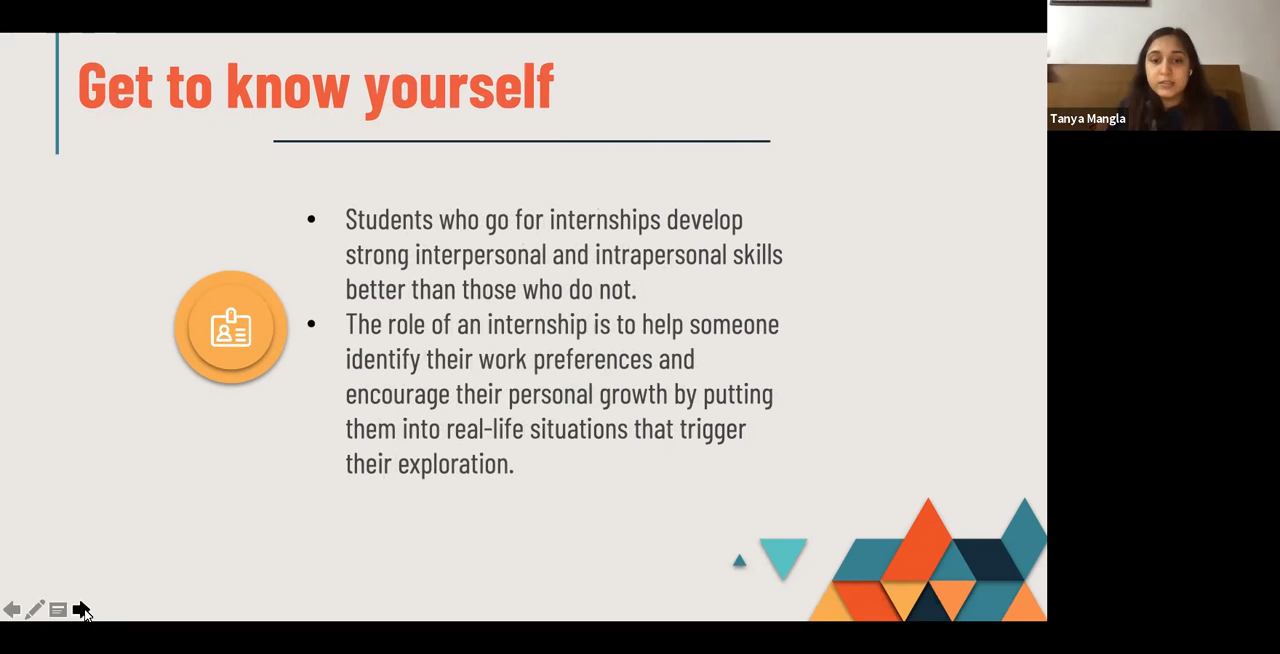 Get to know yourself
Tanya Mangla
• Students who go for internships develop
strong interpersonal and intrapersonal skills
better than those who do not.
• The role of an internship is to help someone
identify their work preferences and
encourage their personal growth by putting
them into real-life situations that trigger
their exploration.